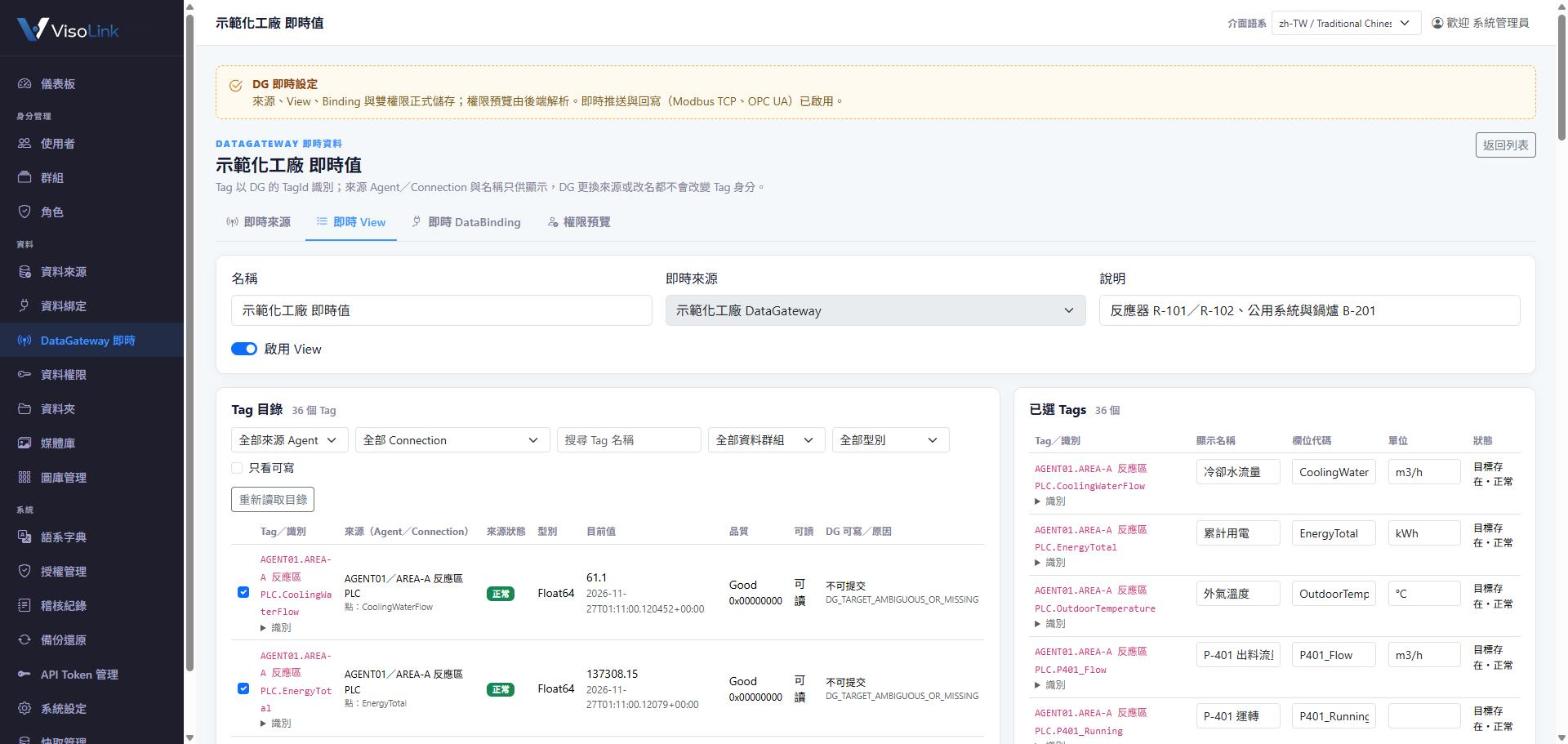 VisoLink
儀表板
身分管理
使用者
群組
角色
資料
資料來源
資料綁定
DataGateway 即時
資料權限
資料夾
媒體庫
圖庫管理
系統
語系字典
授權管理
稽核紀錄
備份還原
API Token 管理
系統設定
快取管理
示範化工廠 即時值
介面語系
zh-TW / Traditional Chines
歡迎 系統管理員
DG 即時設定
來源、View、Binding 與雙權限正式儲存；權限預覽由後端解析。即時推送與回寫（Modbus TCP、OPC UA）已啟用。
DATAGATEWAY 即時資料
示範化工廠 即時值
Tag 以 DG 的 TagId 識別；來源 Agent／Connection 與名稱只供顯示，DG 更換來源或改名都不會改變 Tag 身分。
返回列表
即時來源
即時 View
即時 DataBinding
權限預覽
名稱
即時來源
說明
示範化工廠 即時值
示範化工廠 DataGateway
反應器 R-101／R-102、公用系統與鍋爐 B-201
啟用 View
Tag 目錄 36 個 Tag
全部來源 Agent
全部 Connection
搜尋 Tag 名稱
全部資料群組
全部型別
只看可寫
重新讀取目錄
Tag／識別 來源（Agent／Connection） 來源狀態 型別 目前值 品質 可讀 DG 可寫／原因
AGENT01.AREA-
A 反應區
PLC.CoolingWa
terFlow
識別
AGENT01／AREA-A 反應區
PLC
點：CoolingWaterFlow
正常
Float64
61.1
2026-11-
27T01:11:00.120452+00:00
Good
0x00000000
可
讀
不可提交
DG_TARGET_AMBIGUOUS_OR_MISSING
AGENT01.AREA-
A 反應區
PLC.EnergyTot
al
識別
AGENT01／AREA-A 反應區
PLC
點：EnergyTotal
正常
Float64
137308.15
2026-11-
27T01:11:00.12079+00:00
Good
0x00000000
可
讀
不可提交
DG_TARGET_AMBIGUOUS_OR_MISSING
已選 Tags 36 個
Tag／識別 顯示名稱 欄位代碼 單位 狀態
AGENT01.AREA-A 反應區
PLC.CoolingWaterFlow
識別
冷卻水流量
CoolingWater
m3/h
目標存
在・正常
AGENT01.AREA-A 反應區
PLC.EnergyTotal
識別
累計用電
EnergyTotal
kWh
目標存
在・正常
AGENT01.AREA-A 反應區
PLC.OutdoorTemperature
識別
外氣溫度
OutdoorTemp
°C
目標存
在・正常
AGENT01.AREA-A 反應區
PLC.P401_Flow
識別
P-401 出料流
P401_Flow
m3/h
目標存
在・正常
AGENT01.AREA-A 反應區
PLC.P401_Running
P-401 運轉
P401_Running
目標存
在・正常